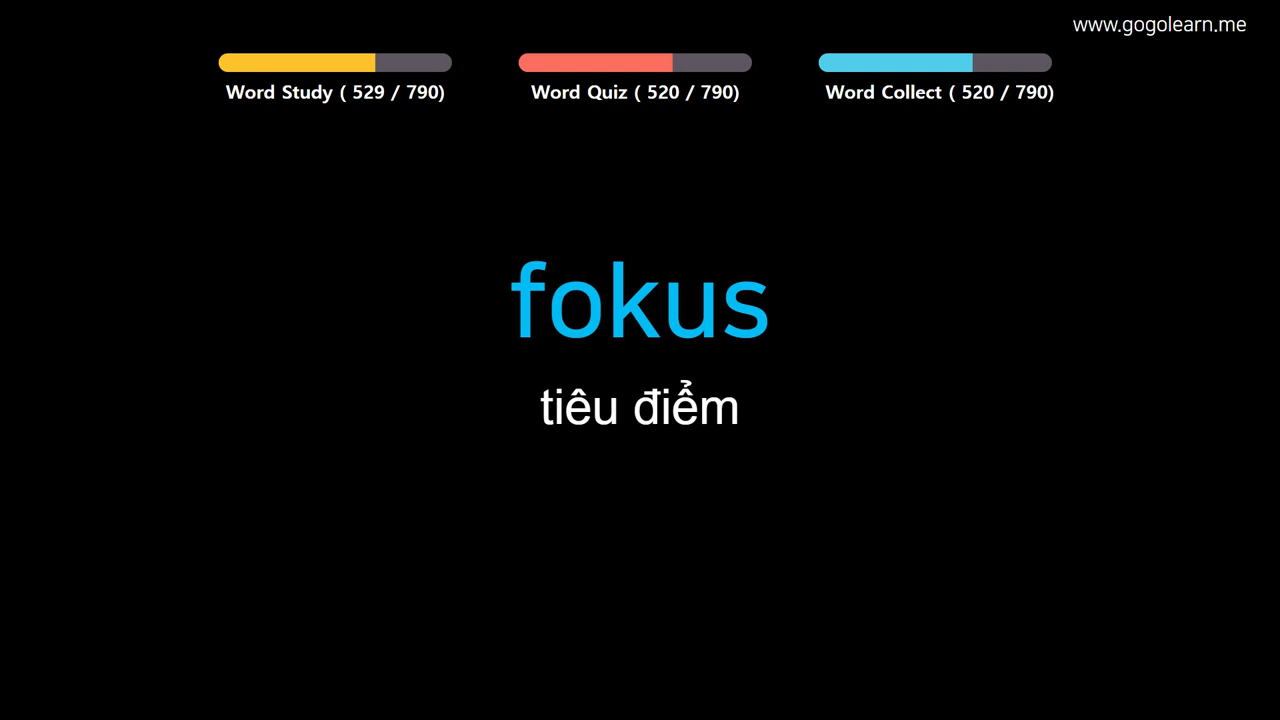 www.gogolearn.me
Word Study ( 529 / 790)
Word Quiz ( 520 / 790)
Word Collect ( 520 / 790)
fokus
tiêu điểm